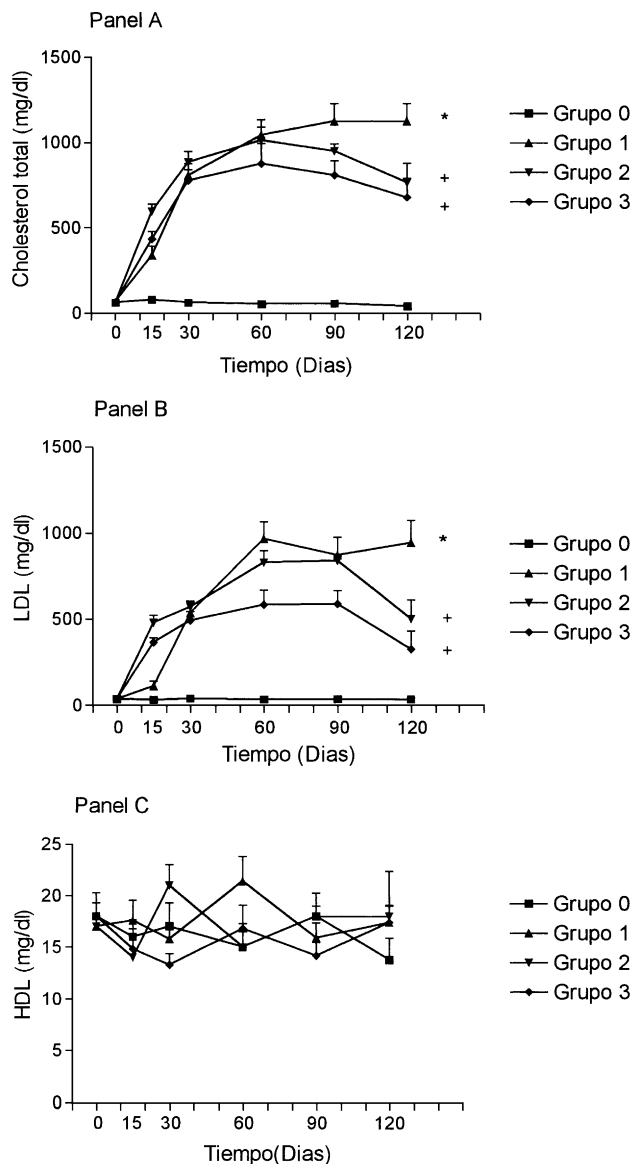 Panel A
Cholesterol total (mg/dl)
1500
1000
500
0
0 15 30 60 90 120
Tiempo (Dias)
*
+
+
Grupo 0
Grupo 1
Grupo 2
Grupo 3
Panel B
LDL (mg/dl)
1500
1000
500
0
0 15 30 60 90 120
Tiempo (Dias)
*
+
+
Grupo 0
Grupo 1
Grupo 2
Grupo 3
Panel C
HDL (mg/dl)
25
20
15
10
5
0
0 15 30 60 90 120
Tiempo(Dias)
Grupo 0
Grupo 1
Grupo 2
Grupo 3